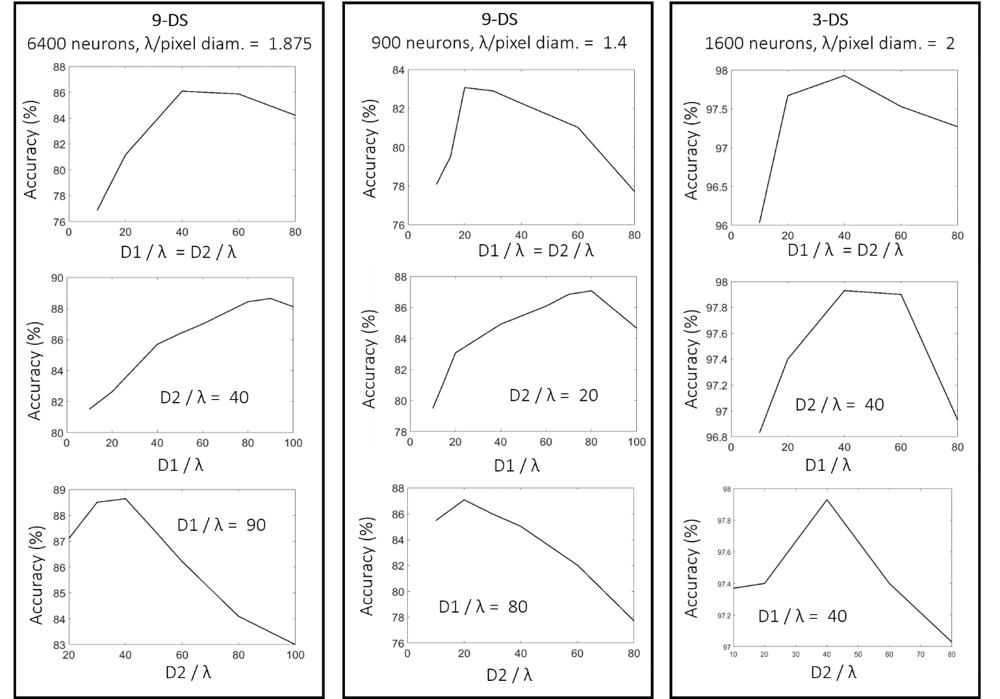 9-DS
6400 neurons, λ/pixel diam. = 1.875
88
86
84
82
80
78
76
Accuracy (%)
0 20 40 60 80
D1 / λ = D2 / λ
90
88
86
84
82
80
Accuracy (%)
D2 / λ = 40
0 20 40 60 80 100
D1 / λ
89
88
87
86
85
84
83
Accuracy (%)
D1 / λ = 90
20 40 60 80 100
D2 / λ
9-DS
900 neurons, λ/pixel diam. = 1.4
84
82
80
78
76
Accuracy (%)
0 20 40 60 80
D1 / λ = D2 / λ
88
86
84
82
80
78
Accuracy (%)
D2 / λ = 20
0 20 40 60 80 100
D1 / λ
88
86
84
82
80
78
76
Accuracy (%)
D1 / λ = 80
0 20 40 60 80
D2 / λ
3-DS
1600 neurons, λ/pixel diam. = 2
98
97.5
97
96.5
96
Accuracy (%)
0 20 40 60 80
D1 / λ = D2 / λ
98
97.8
97.6
97.4
97.2
97
96.8
Accuracy (%)
D2 / λ = 40
0 20 40 60 80
D1 / λ
98
97.8
97.6
97.4
97.2
97
Accuracy (%)
D1 / λ = 40
10 20 30 40 50 60 70 80
D2 / λ